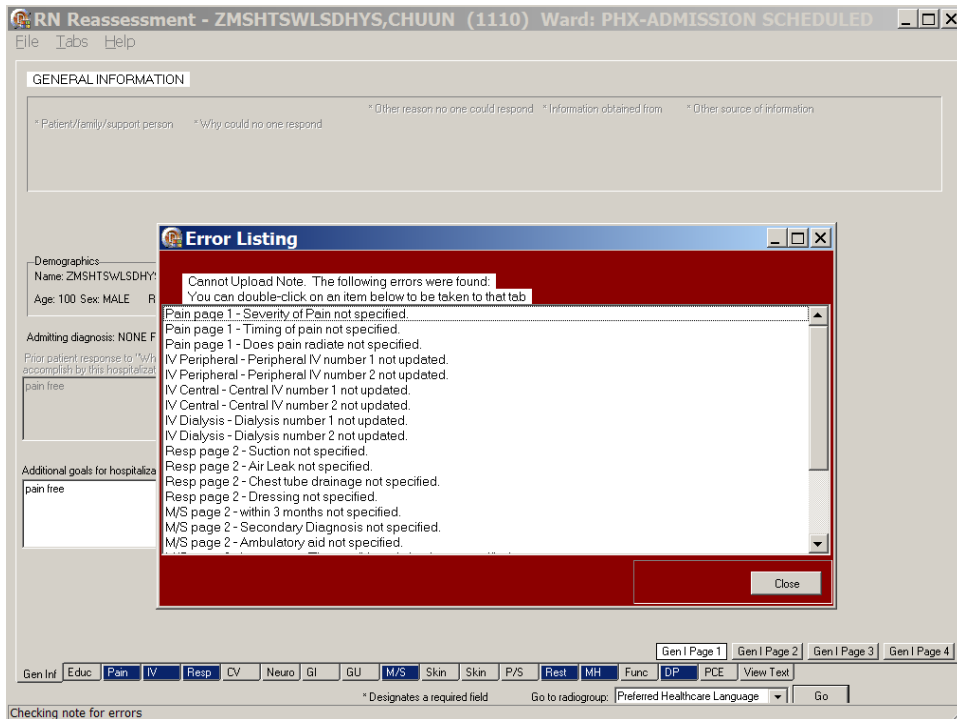 RN Reassessment - ZMSHTSWLSDHYS,CHUUN (1110) Ward: PHX-ADMISSION SCHEDULED
File Tabs Help
GENERAL INFORMATION
* Other reason no one could respond * Information obtained from * Other source of information
* Patient/family/support person * Why could no one respond
Error Listing
Cannot Upload Note. The following errors were found:
You can double-click on an item below to be taken to that tab
Demographics
Name: ZMSHTSWLSDHY
Age: 100 Sex: MALE R
Admitting diagnosis: NONE F
Prior patient response to "Wh
accomplish by this hospitalizat
pain free
Additional goals for hospitaliza
pain free
Pain page 1 - Severity of Pain not specified.
Pain page 1 - Timing of pain not specified.
Pain page 1 - Does pain radiate not specified.
IV Peripheral - Peripheral IV number 1 not updated.
IV Peripheral - Peripheral IV number 2 not updated.
IV Central - Central IV number 1 not updated.
IV Central - Central IV number 2 not updated.
IV Dialysis - Dialysis number 1 not updated.
IV Dialysis - Dialysis number 2 not updated.
Resp page 2 - Suction not specified.
Resp page 2 - Air Leak not specified.
Resp page 2 - Chest tube drainage not specified.
Resp page 2 - Dressing not specified.
M/S page 2 - within 3 months not specified.
M/S page 2 - Secondary Diagnosis not specified.
M/S page 2 - Ambulatory aid not specified.
Close
Gen I Page 1 Gen I Page 2 Gen I Page 3 Gen I Page 4
Gen Inf Educ Pain IV Resp CV Neuro GI GU M/S Skin Skin P/S Rest MH Func DP PCE View Text
* Designates a required field Go to radiogroup: Preferred Healthcare Language Go
Checking note for errors